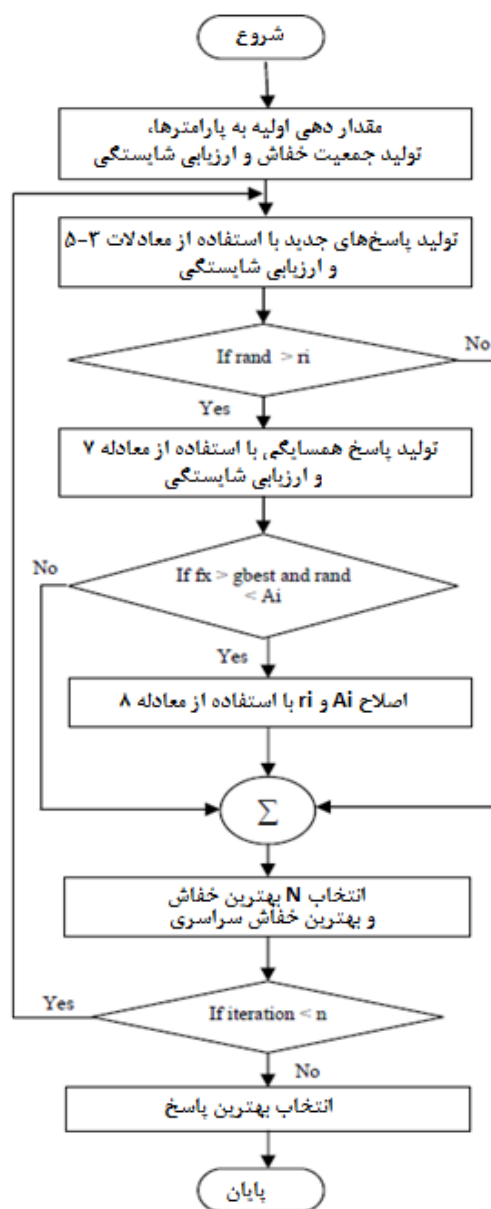 شروع
مقدار دهی اولیه به پارامترها،
تولید جمعیت خفاش و ارزیابی شایستگی
تولید پاسخ‌های جدید با استفاده از معادلات ۳-۵
و ارزیابی شایستگی
If rand > ri
No
Yes
تولید پاسخ همسایگی با استفاده از معادله ۷
و ارزیابی شایستگی
If fx > gbest and rand
< Ai
No
Yes
اصلاح Ai و ri با استفاده از معادله ۸
Σ
انتخاب N بهترین خفاش
و بهترین خفاش سراسری
If iteration < n
Yes
No
انتخاب بهترین پاسخ
پایان